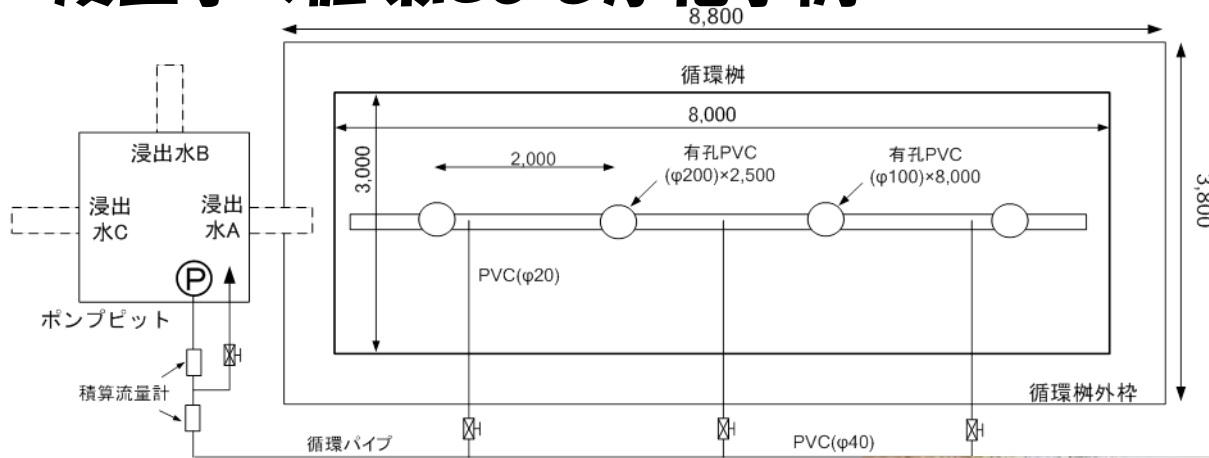 8,800
循環桝
8,000
3,000
2,000
有孔PVC
(φ200)×2,500
有孔PVC
(φ100)×8,000
3,800
浸出水B
浸出
水C
浸出
水A
P
PVC(φ20)
ポンプピット
積算流量計
循環桝外枠
循環パイプ
PVC(φ40)